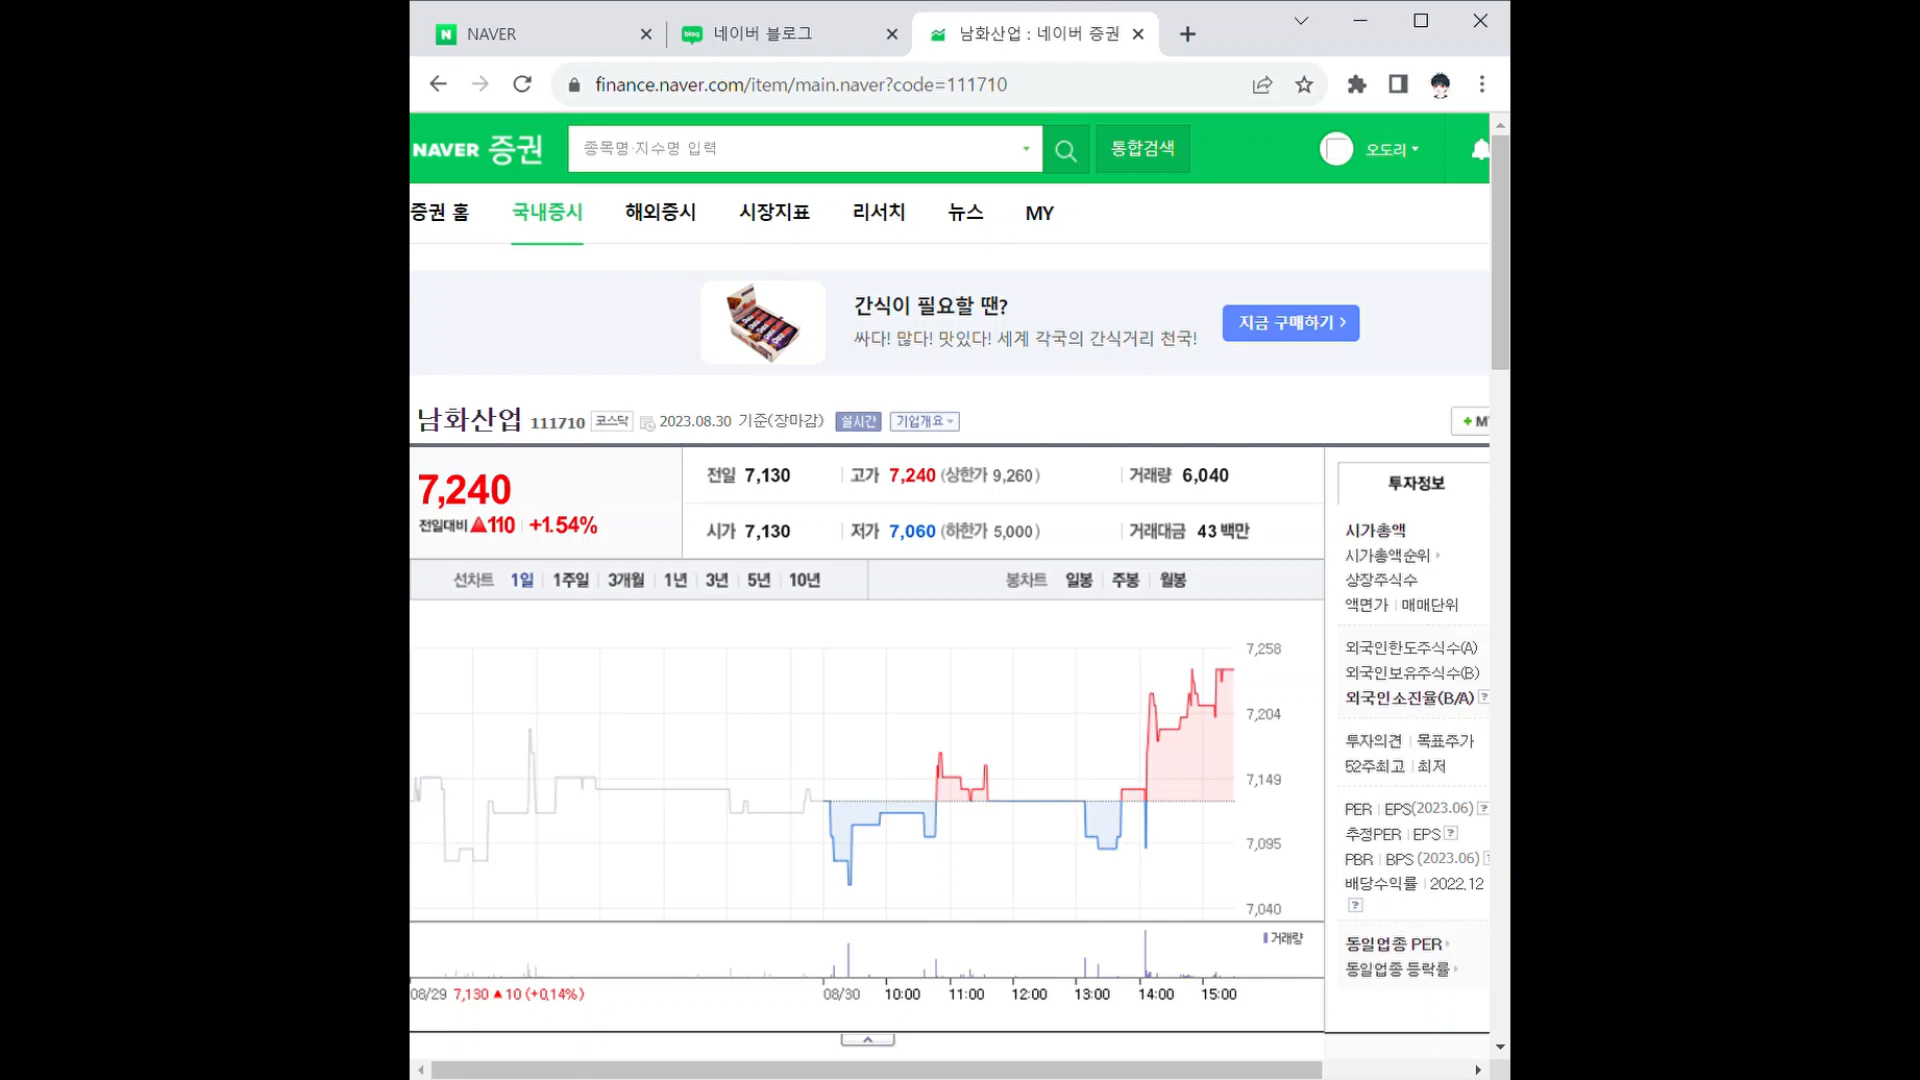 NAVER
네이버 블로그
남화산업 : 네이버 증권
finance.naver.com/item/main.naver?code=111710
NAVER 증권
종목명·지수명 입력
통합검색
오도리
증권 홈 국내증시 해외증시 시장지표 리서치 뉴스 MY
간식이 필요할 땐?
싸다! 많다! 맛있다! 세계 각국의 간식거리 천국!
지금 구매하기 >
남화산업 111710 코스닥 2023.08.30 기준(장마감) 실시간 기업개요
+ M
7,240
전일대비 ▲110 +1.54%
전일 7,130 고가 7,240 (상한가 9,260) 거래량 6,040
시가 7,130 저가 7,060 (하한가 5,000) 거래대금 43 백만
선차트 1일 1주일 3개월 1년 3년 5년 10년
봉차트 일봉 주봉 월봉
7,258
7,204
7,149
7,095
7,040
거래량
08/29 7,130 ▲10 (+0.14%)
08/30 10:00 11:00 12:00 13:00 14:00 15:00
투자정보
시가총액
시가총액순위
상장주식수
액면가 | 매매단위
외국인한도주식수(A)
외국인보유주식수(B)
외국인소진율(B/A) ?
투자의견 | 목표주가
52주최고 | 최저
PER | EPS(2023.06) ?
추정PER | EPS ?
PBR | BPS (2023.06) ?
배당수익률 | 2022.12
?
동일업종 PER
동일업종 등락률